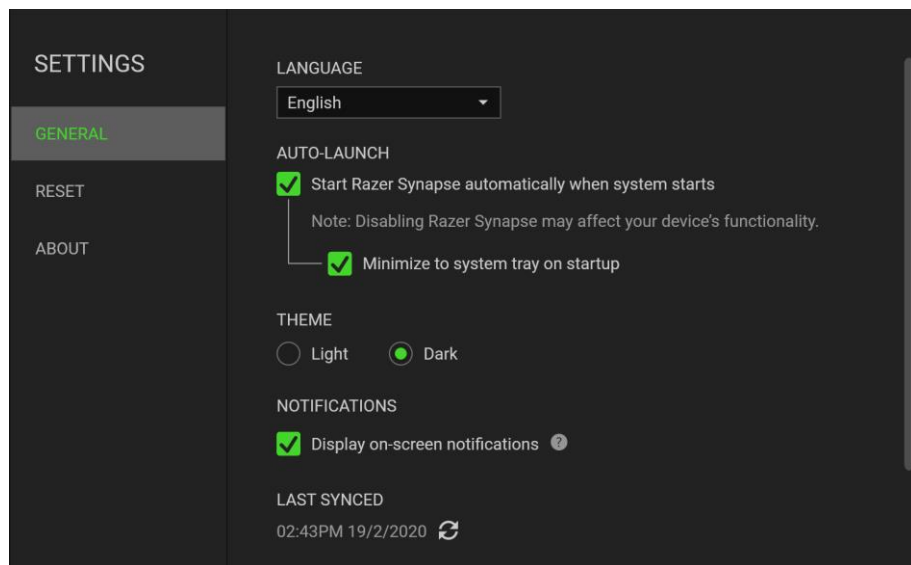 SETTINGS
GENERAL
RESET
ABOUT
LANGUAGE
English
AUTO-LAUNCH
Start Razer Synapse automatically when system starts
Note: Disabling Razer Synapse may affect your device’s functionality.
Minimize to system tray on startup
THEME
Light
Dark
NOTIFICATIONS
Display on-screen notifications ?
LAST SYNCED
02:43PM 19/2/2020